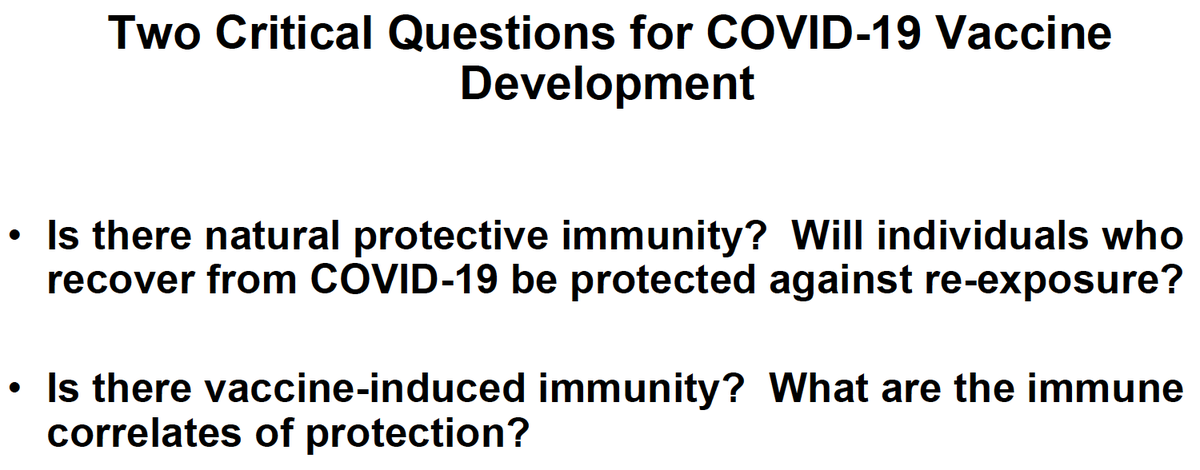 Two Critical Questions for COVID-19 Vaccine
Development
• Is there natural protective immunity?  Will individuals who
recover from COVID-19 be protected against re-exposure?
• Is there vaccine-induced immunity?  What are the immune
correlates of protection?